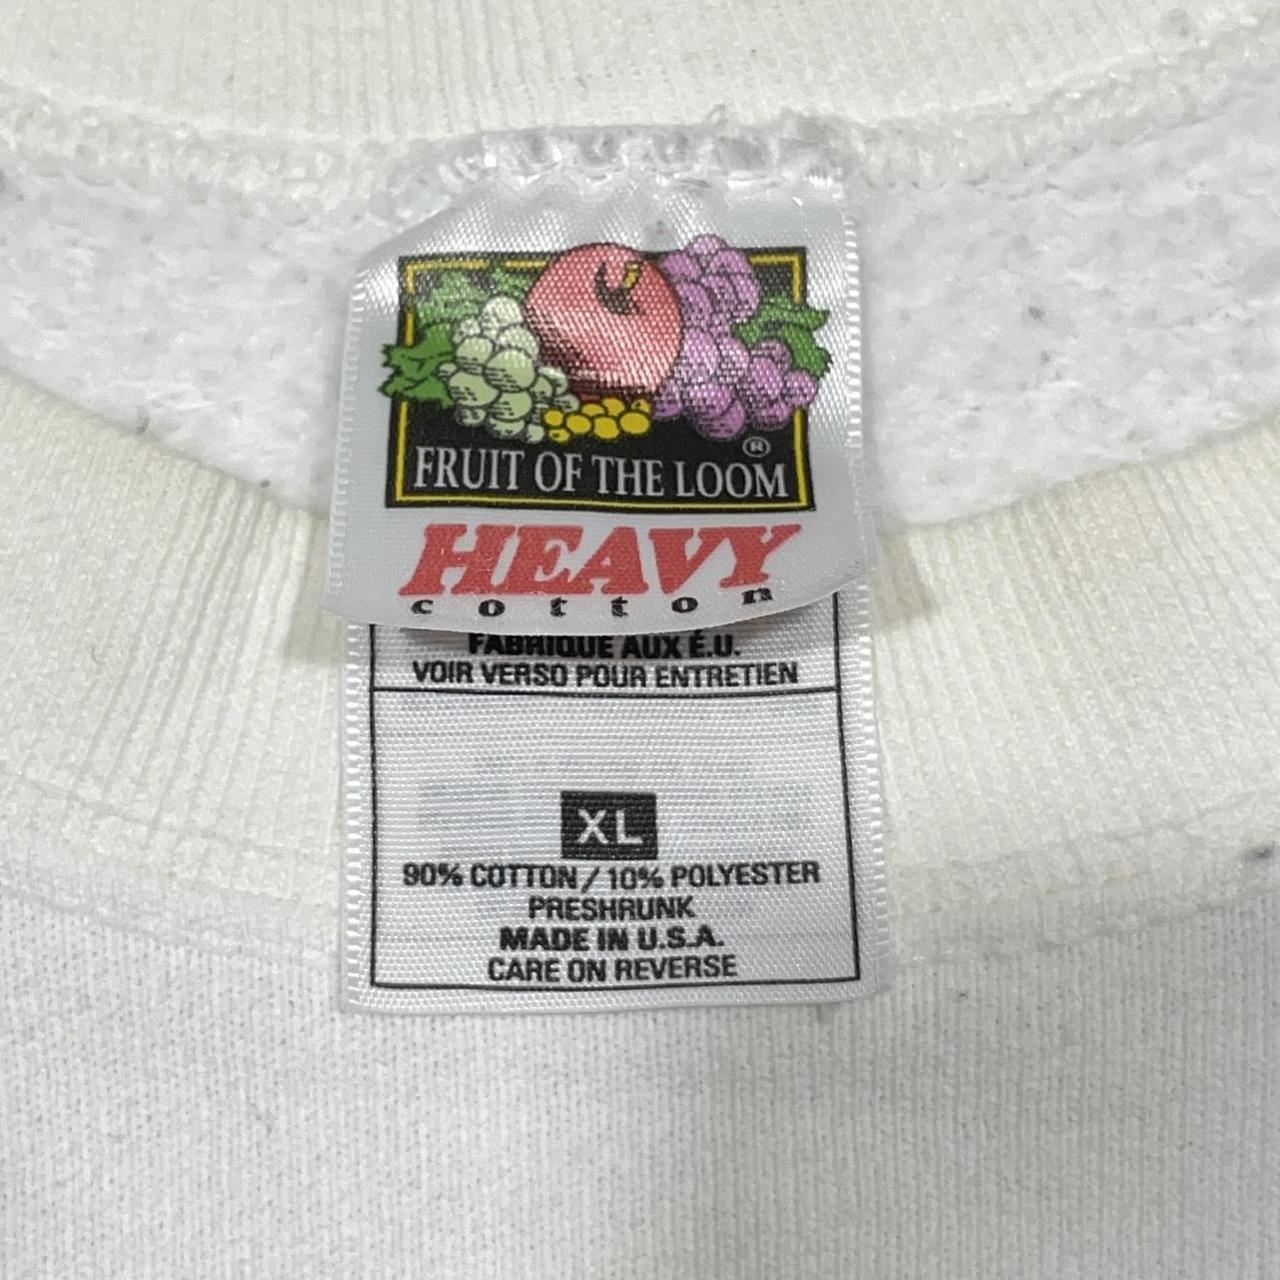 ®
FRUIT OF THE LOOM
HEAVY
cotton
FABRIQUE AUX É.U.
VOIR VERSO POUR ENTRETIEN
XL
90% COTTON / 10% POLYESTER
PRESHRUNK
MADE IN U.S.A.
CARE ON REVERSE